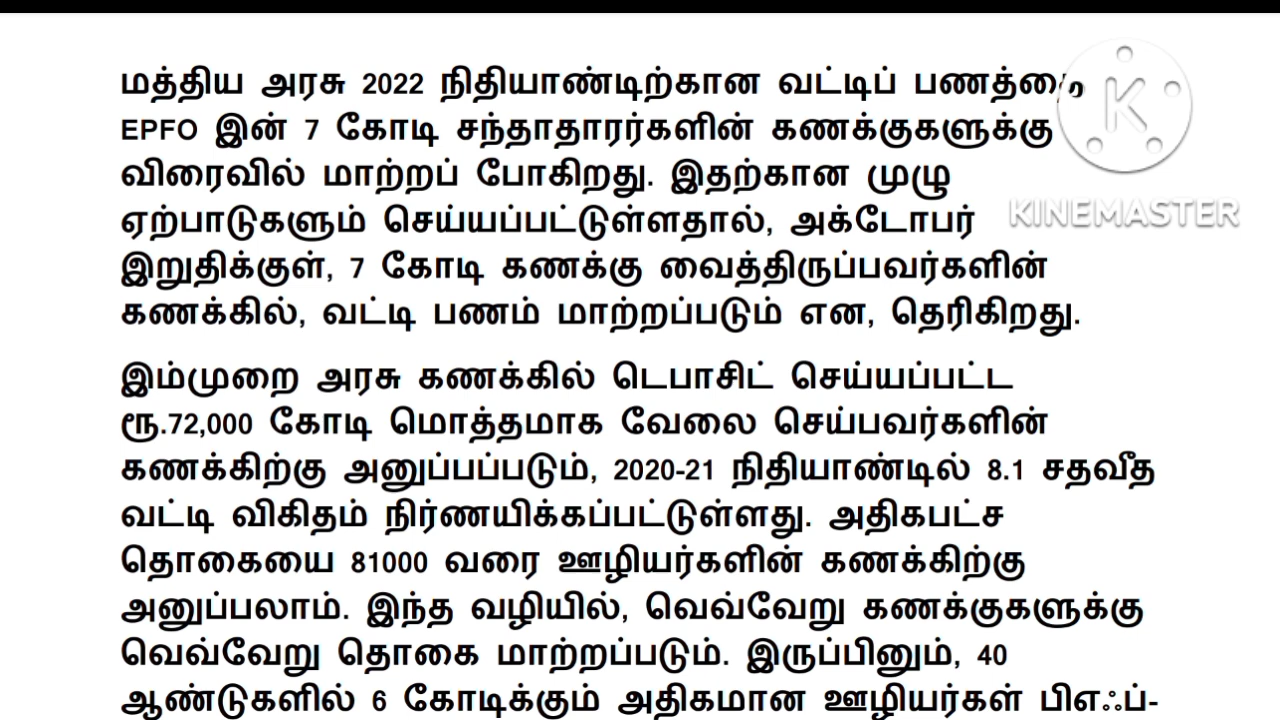 மத்திய அரசு 2022 நிதியாண்டிற்கான வட்டிப் பணத்தை
EPFO இன் 7 கோடி சந்தாதாரர்களின் கணக்குகளுக்கு
விரைவில் மாற்றப் போகிறது. இதற்கான முழு
ஏற்பாடுகளும் செய்யப்பட்டுள்ளதால், அக்டோபர்
இறுதிக்குள், 7 கோடி கணக்கு வைத்திருப்பவர்களின்
கணக்கில், வட்டி பணம் மாற்றப்படும் என, தெரிகிறது.
இம்முறை அரசு கணக்கில் டெபாசிட் செய்யப்பட்ட
ரூ.72,000 கோடி மொத்தமாக வேலை செய்பவர்களின்
கணக்கிற்கு அனுப்பப்படும், 2020-21 நிதியாண்டில் 8.1 சதவீத
வட்டி விகிதம் நிர்ணயிக்கப்பட்டுள்ளது. அதிகபட்ச
தொகையை 81000 வரை ஊழியர்களின் கணக்கிற்கு
அனுப்பலாம். இந்த வழியில், வெவ்வேறு கணக்குகளுக்கு
வெவ்வேறு தொகை மாற்றப்படும். இருப்பினும், 40
ஆண்டுகளில் 6 கோடிக்கும் அதிகமான ஊழியர்கள் பிஎஃப்-
K
KINEMASTER